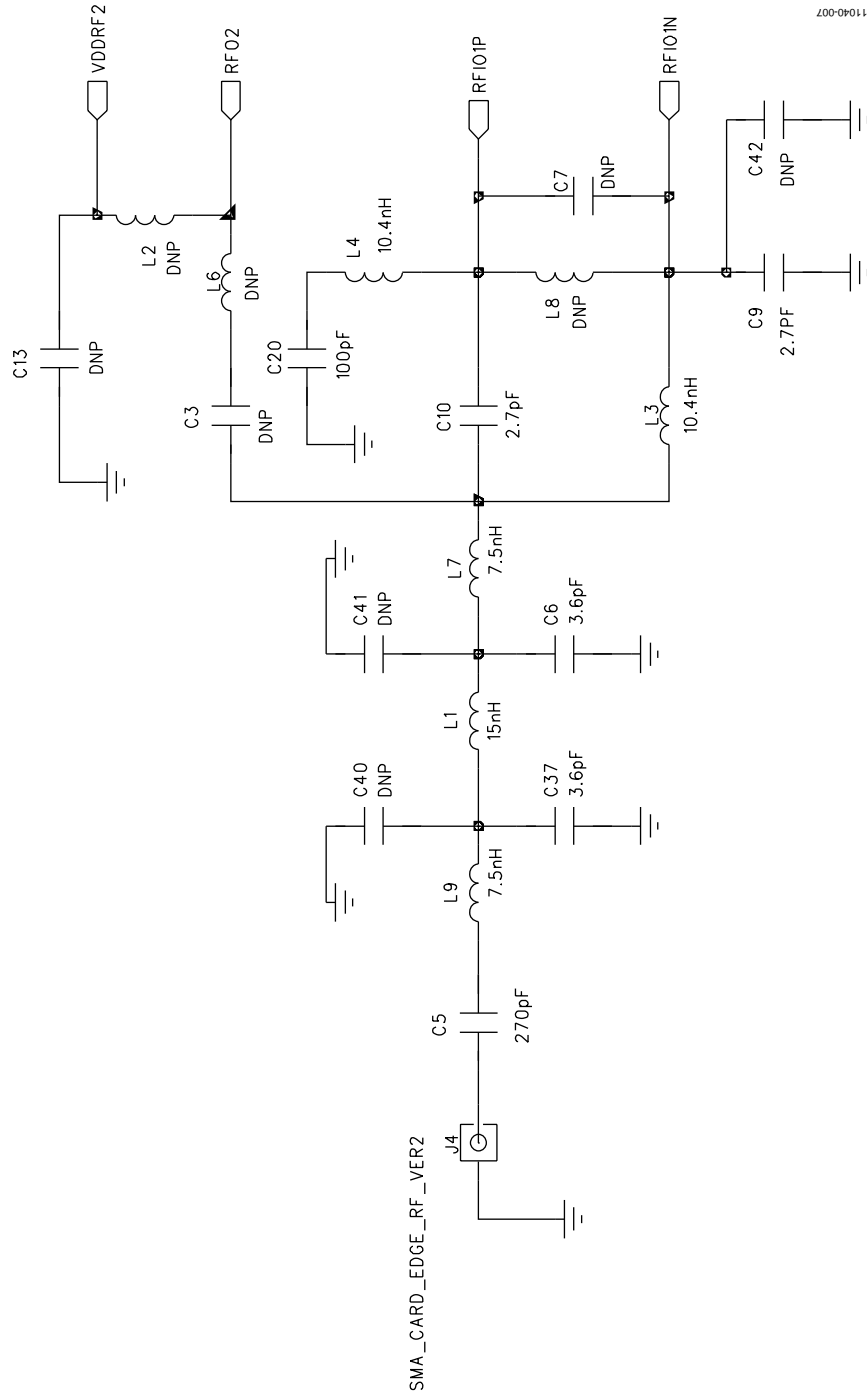 VDDRF2
C13
DNP
L2
DNP
RFO2
L6
DNP
C3
DNP
L4
10.4nH
C20
100pF
RFIO1P
C7
DNP
L8
DNP
C10
2.7pF
RFIO1N
L3
10.4nH
C9
2.7PF
C42
DNP
L7
7.5nH
C41
DNP
C6
3.6pF
L1
15nH
C40
DNP
C37
3.6pF
L9
7.5nH
C5
270pF
J4
SMA_CARD_EDGE_RF_VER2
11040-007